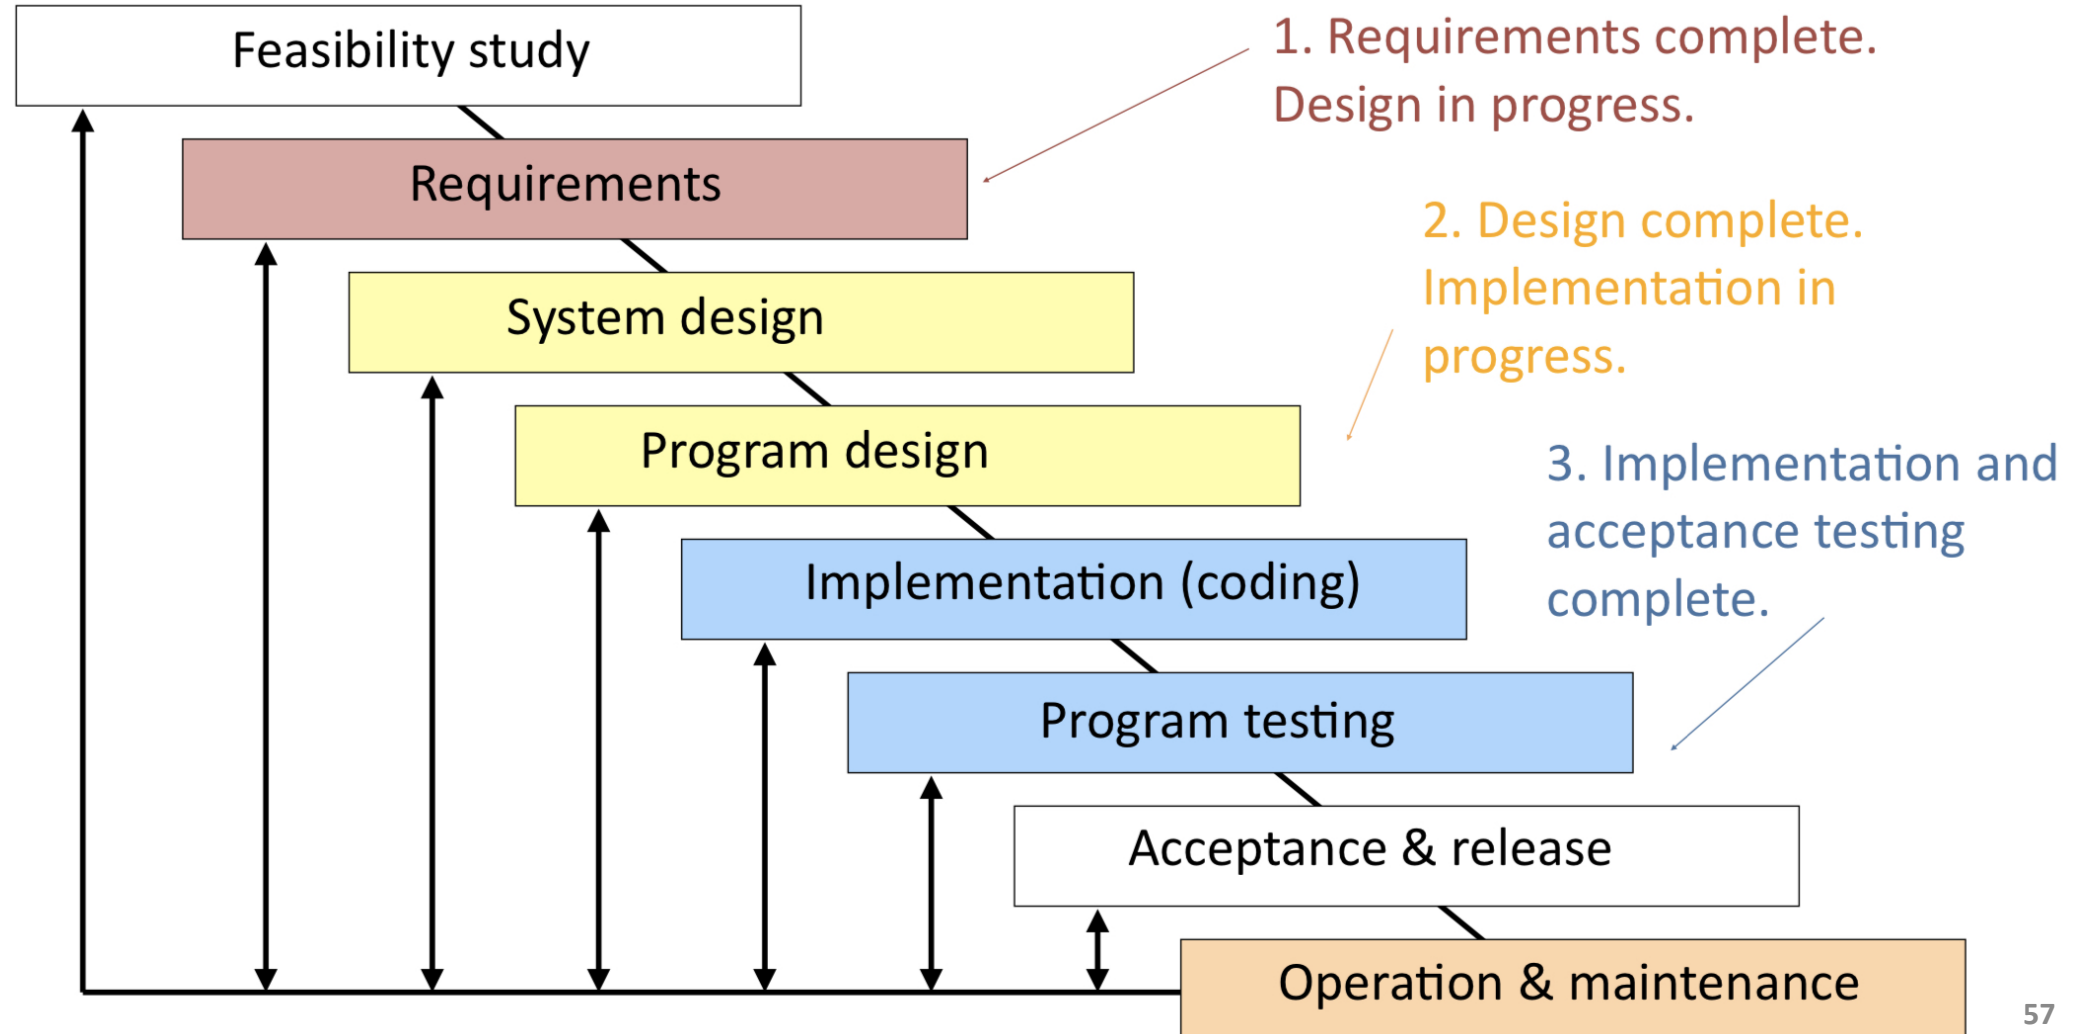 Feasibility study
1. Requirements complete.
Design in progress.
Requirements
2. Design complete.
Implementation in
progress.
System design
Program design
3. Implementation and
acceptance testing
complete.
Implementation (coding)
Program testing
Acceptance & release
Operation & maintenance
57